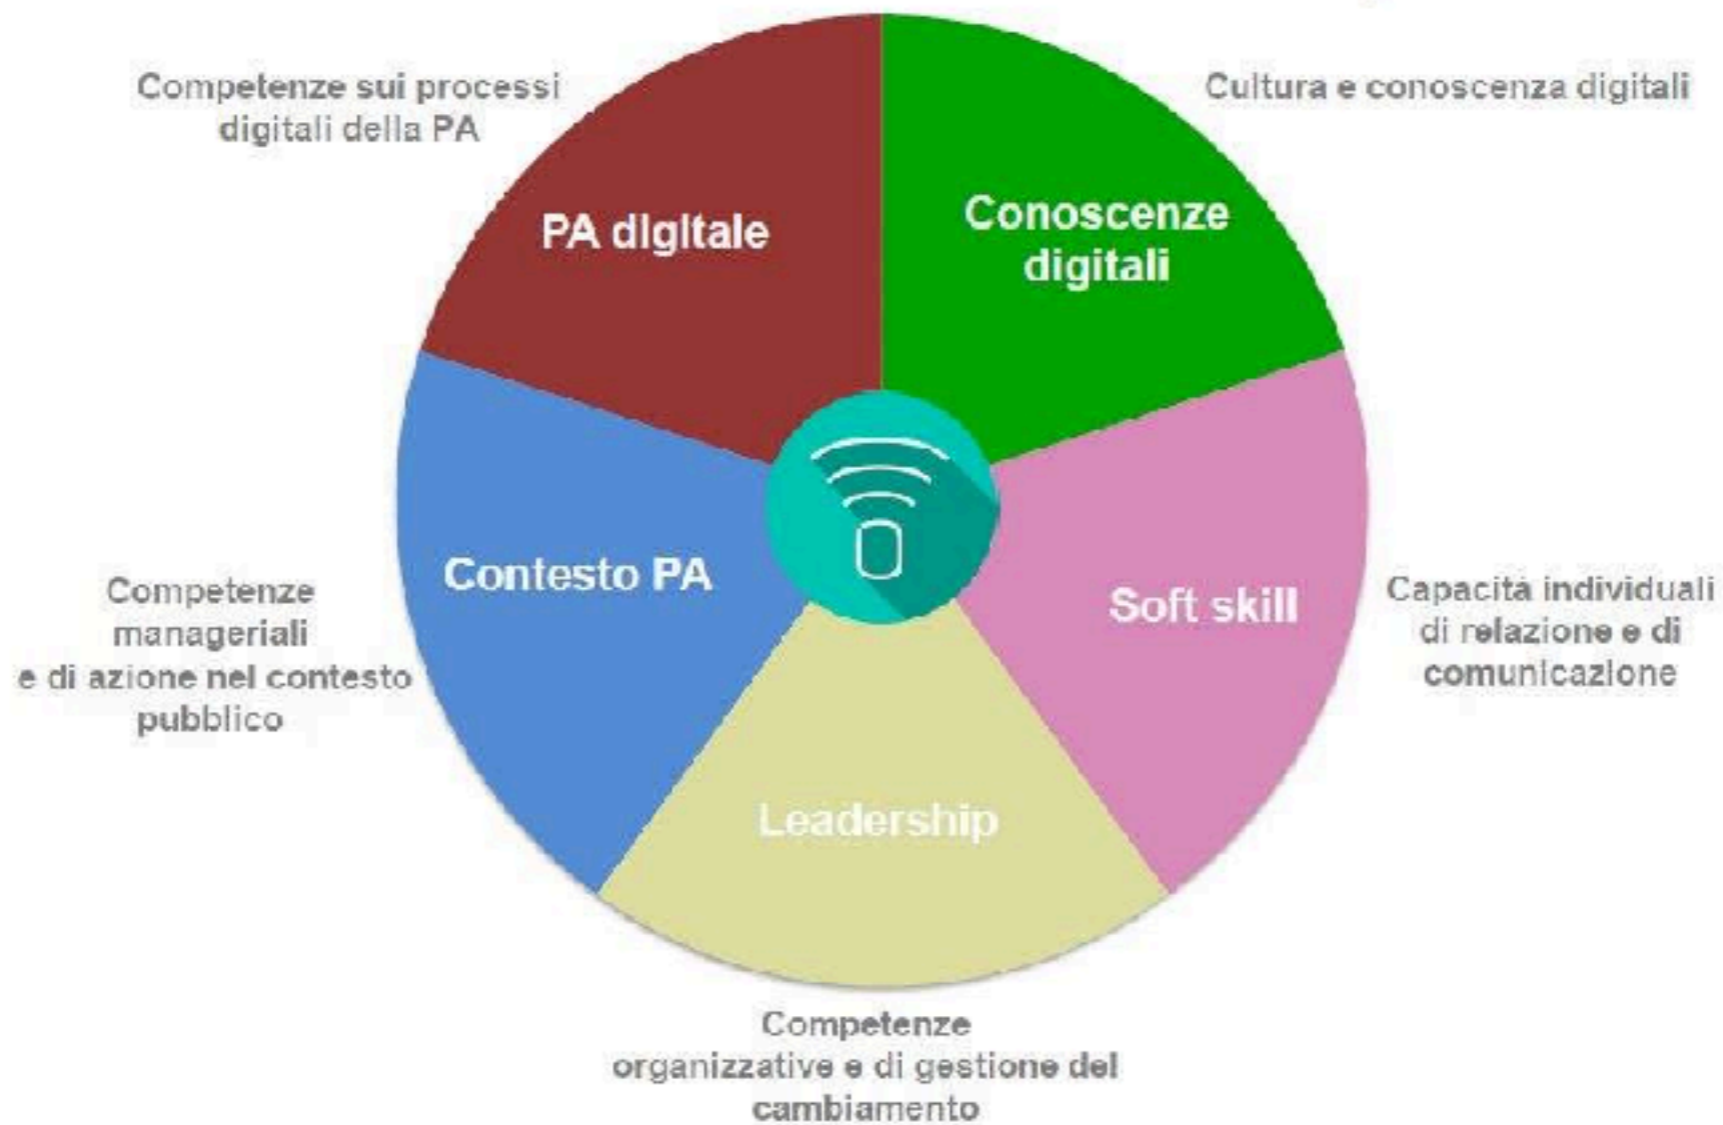 Competenze sui processi
digitali della PA
Cultura e conoscenza digitali
PA digitale
Conoscenze
digitali
Contesto PA
Competenze
manageriali
e di azione nel contesto
pubblico
Soft skill
Capacità individuali
di relazione e di
comunicazione
Leadership
Competenze
organizzative e di gestione del
cambiamento